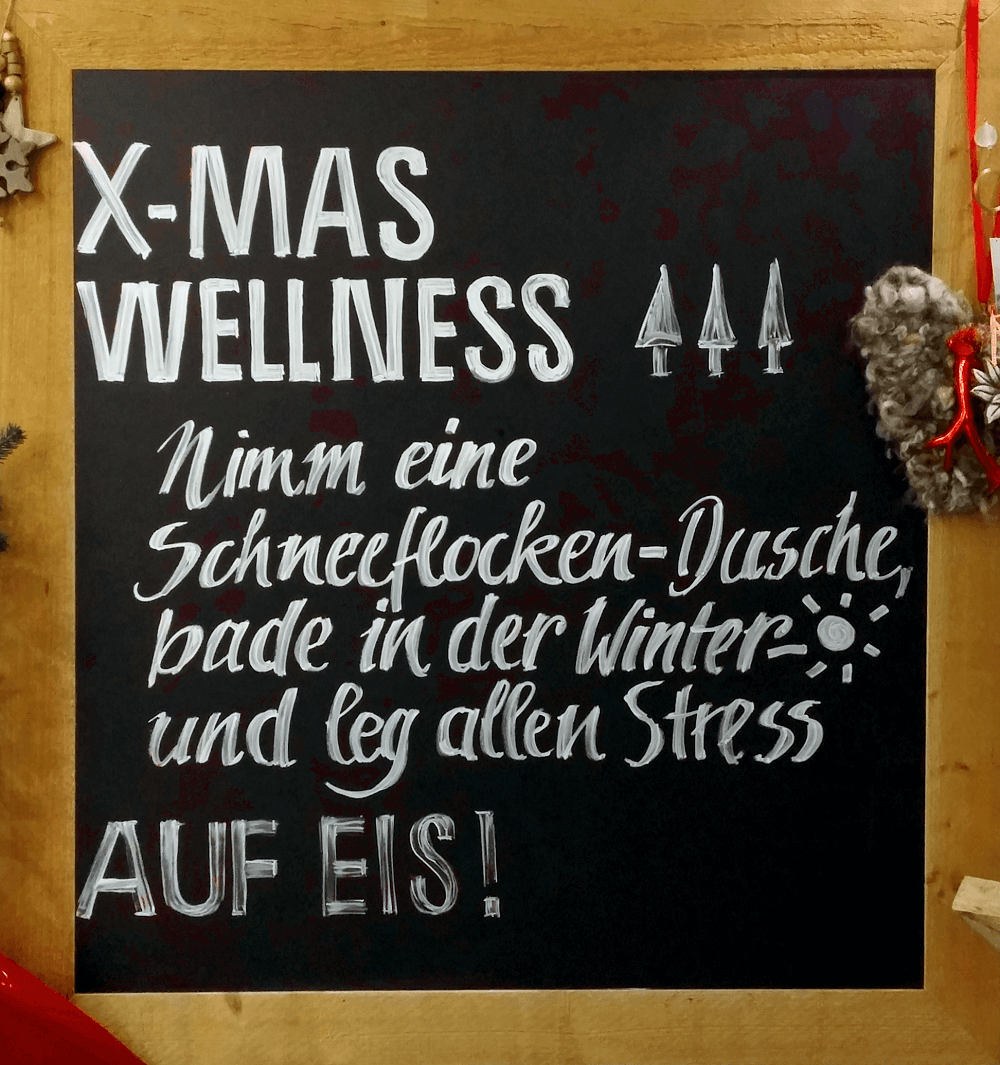 X-MAS
WELLNESS
Nimm eine
Schneeflocken-Dusche,
bade in der Winter-
und leg allen Stress
AUF EIS!